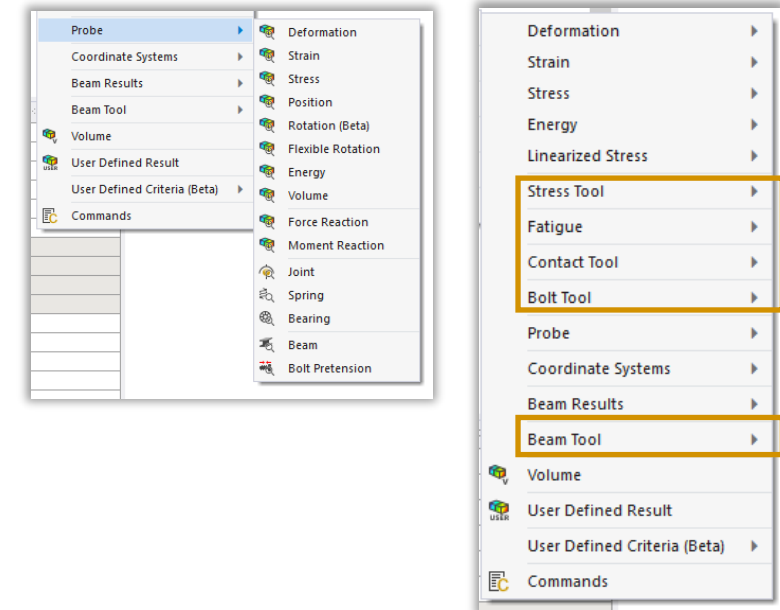 Probe
Coordinate Systems
Beam Results
Beam Tool
Volume
User Defined Result
User Defined Criteria (Beta)
Commands
Deformation
Strain
Stress
Position
Rotation (Beta)
Flexible Rotation
Energy
Volume
Force Reaction
Moment Reaction
Joint
Spring
Bearing
Beam
Bolt Pretension
Deformation
Strain
Stress
Energy
Linearized Stress
Stress Tool
Fatigue
Contact Tool
Bolt Tool
Probe
Coordinate Systems
Beam Results
Beam Tool
Volume
USER
User Defined Result
User Defined Criteria (Beta)
Commands